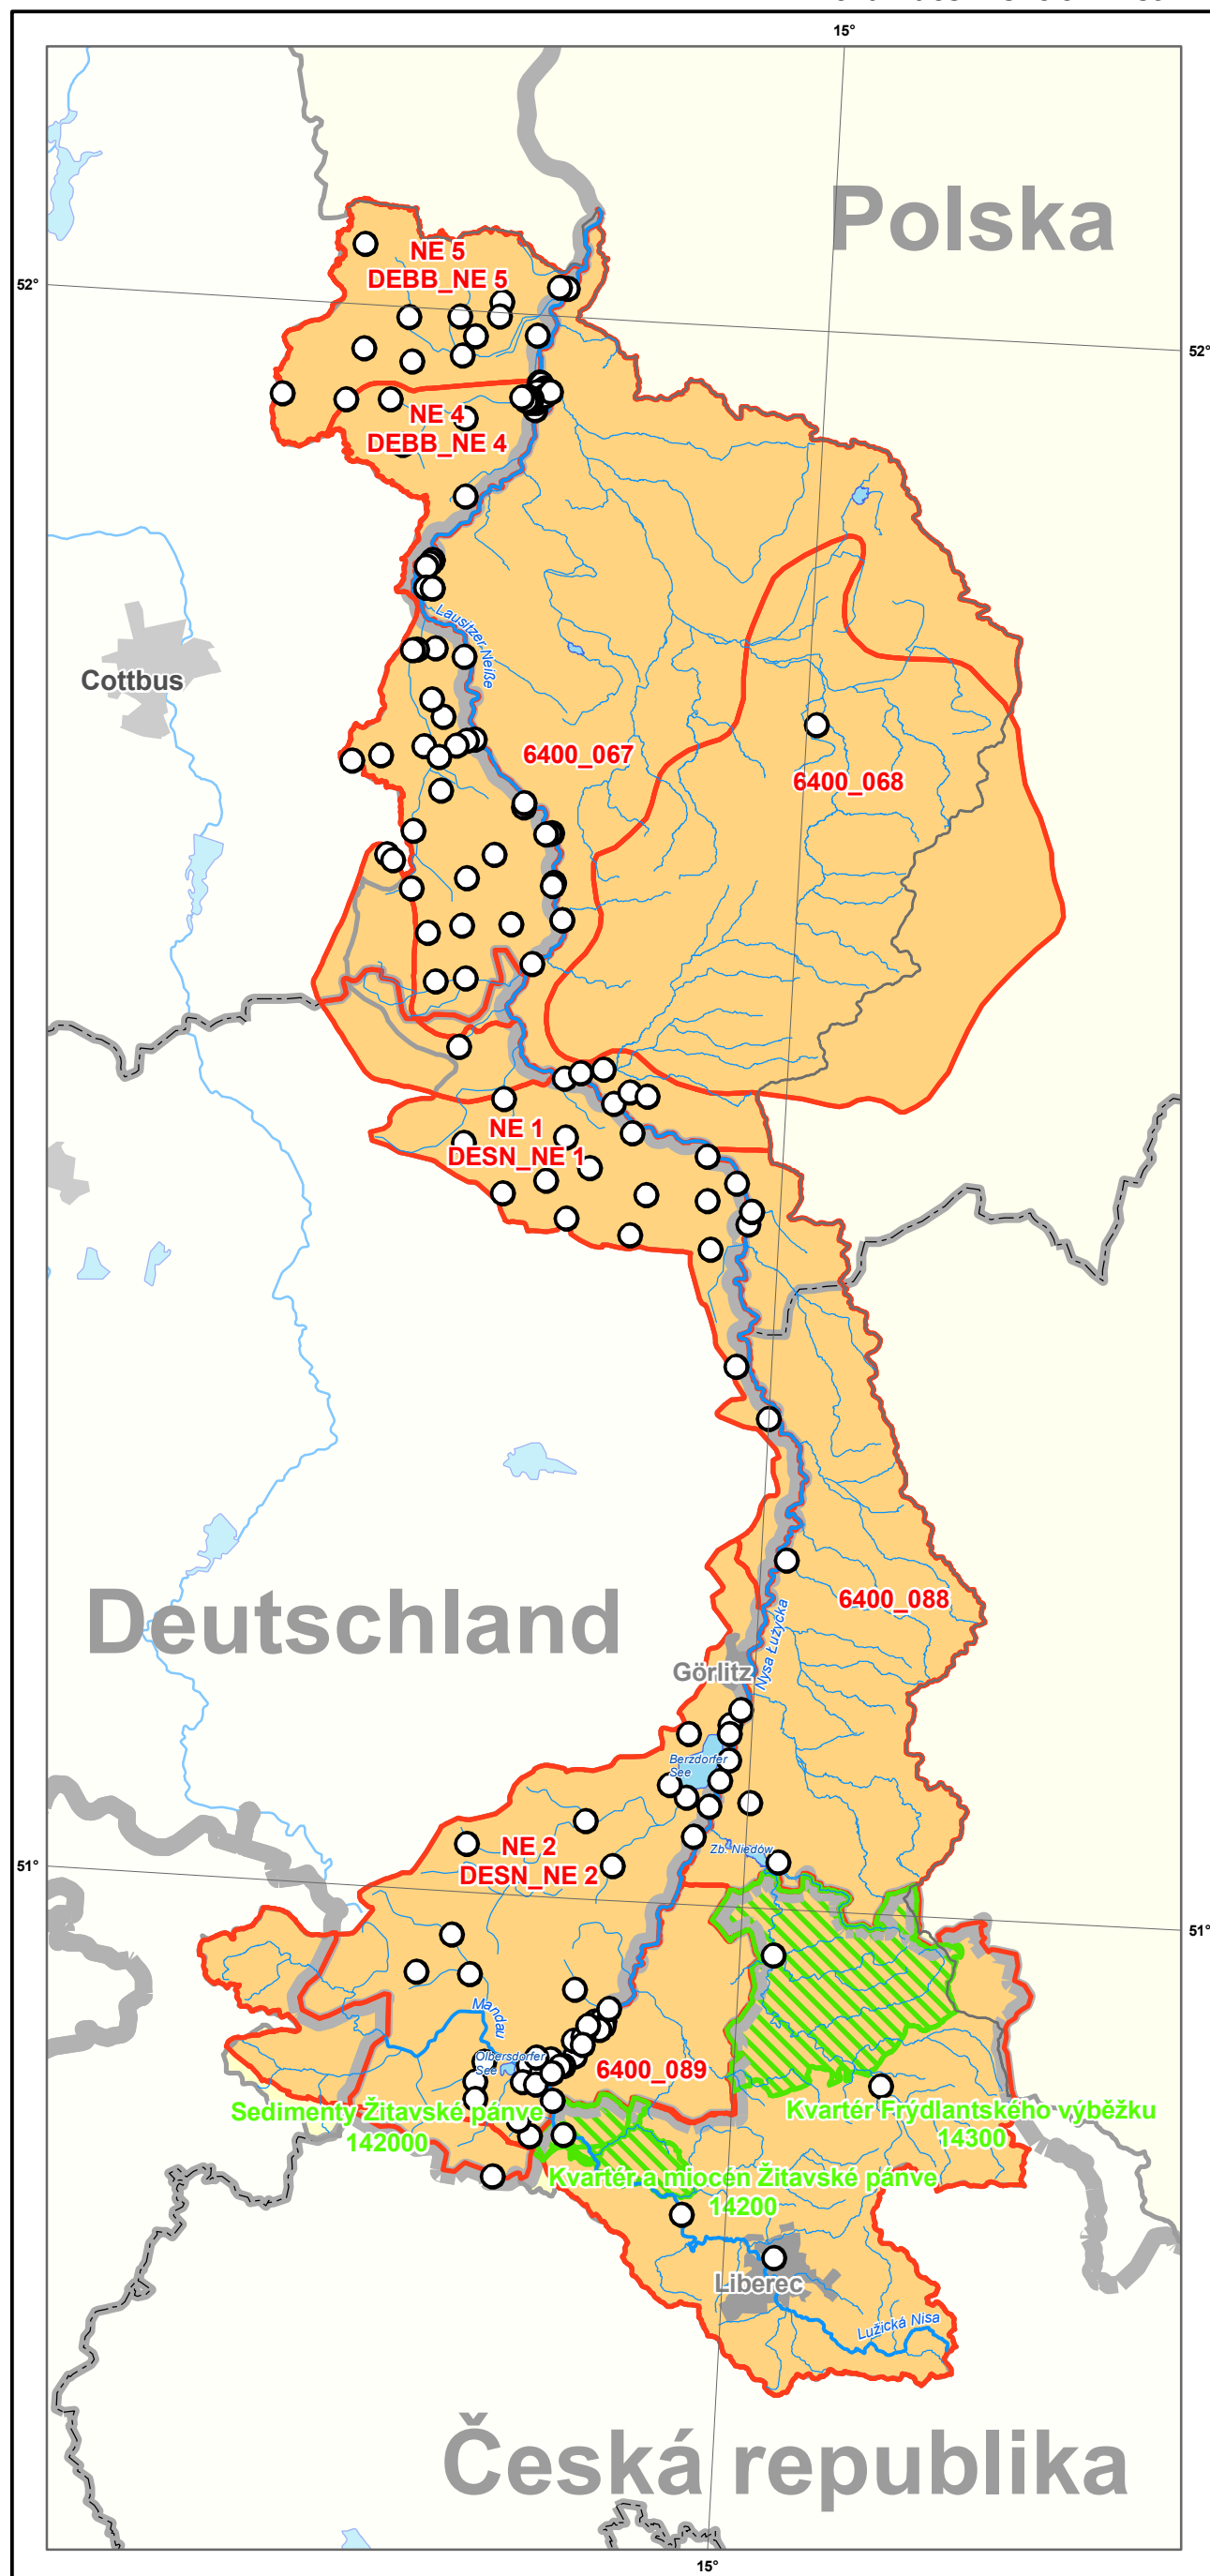 15°
Polska
NE 5
DEBB_NE 5
52°
52°
NE 4
DEBB_NE 4
Lausitzer Neiße
Cottbus
6400_067
6400_068
NE 1
DESN_NE 1
Deutschland
6400_088
Nysa Łużycka
Görlitz
Berzdorfer
See
NE 2
DESN_NE 2
Zb. Niedów
51°
51°
Mandau
Olbersdorfer
See
6400_089
Sedimenty Žitavské pánve
142000
Kvartér Frýdlantského výběžku
14300
Kvartér a miocén Žitavské pánve
14200
Liberec
Lužická Nisa
Česká republika
15°